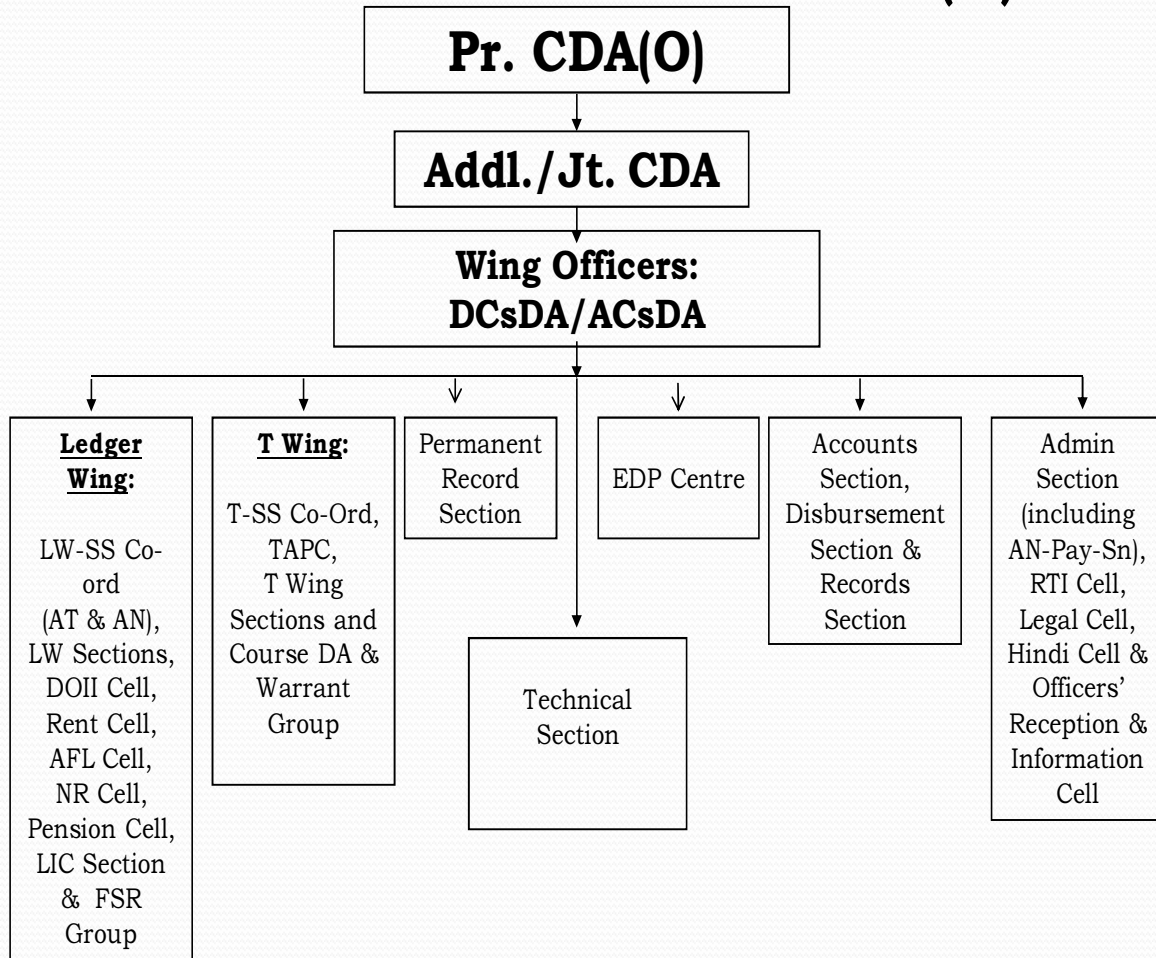 Pr. CDA(O)
Addl./Jt. CDA
Wing Officers:
DCsDA/ACsDA
Ledger
Wing:
LW-SS Co-
ord
(AT & AN),
LW Sections,
DOII Cell,
Rent Cell,
AFL Cell,
NR Cell,
Pension Cell,
LIC Section
& FSR
Group
T Wing:
T-SS Co-Ord,
TAPC,
T Wing
Sections and
Course DA &
Warrant
Group
Permanent
Record
Section
Technical
Section
EDP Centre
Accounts
Section,
Disbursement
Section &
Records
Section
Admin
Section
(including
AN-Pay-Sn),
RTI Cell,
Legal Cell,
Hindi Cell &
Officers’
Reception &
Information
Cell